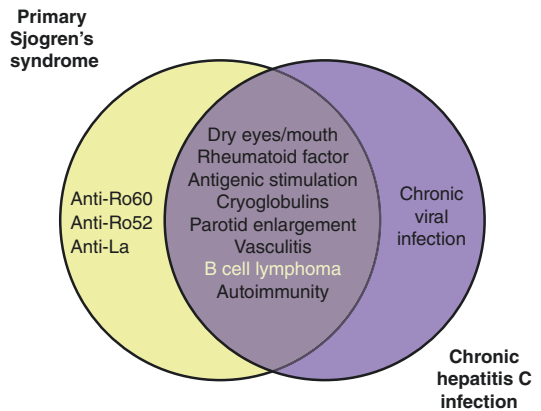 Primary
Sjogren's
syndrome
Dry eyes/mouth
Rheumatoid factor
Antigenic stimulation
Cryoglobulins
Parotid enlargement
Vasculitis
B cell lymphoma
Autoimmunity
Anti-Ro60
Anti-Ro52
Anti-La
Chronic
viral
infection
Chronic
hepatitis C
infection